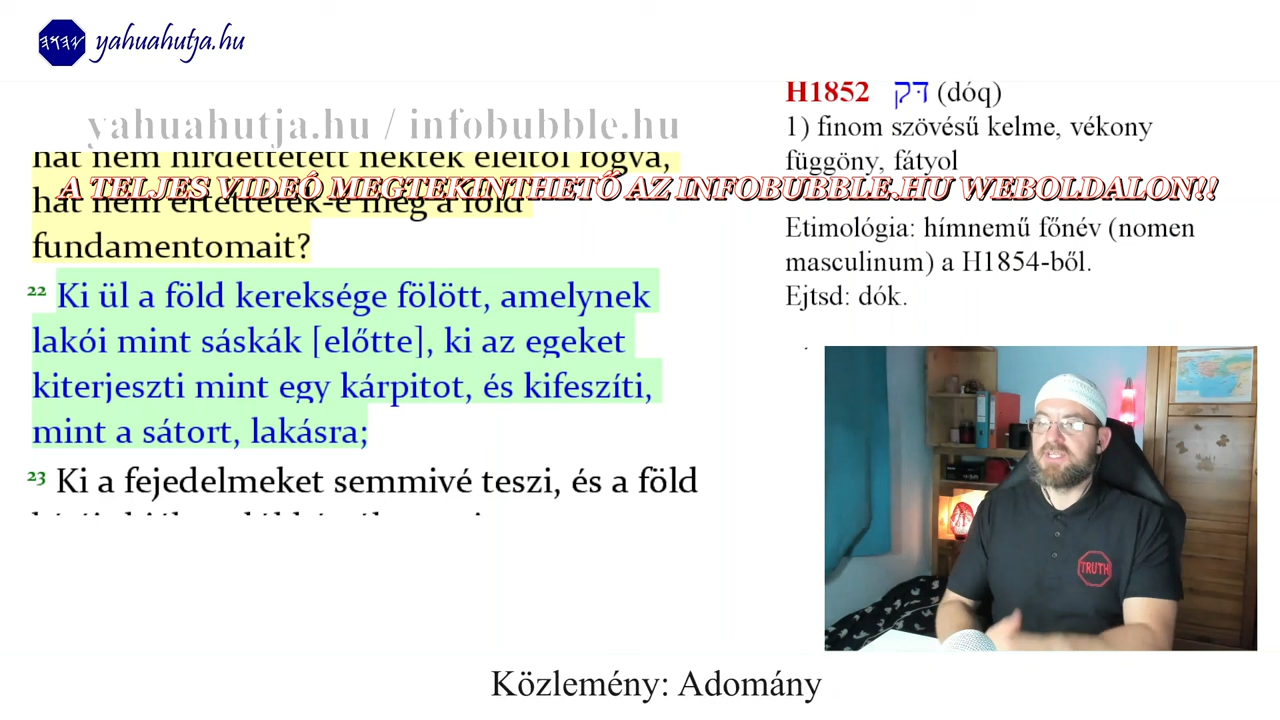 yahuahutja.hu
yahuahutja.hu / infobubble.hu
hát nem hirdettetett néktek eleitől fogva,
A TELJES VIDEÓ MEGTEKINTHETŐ AZ INFOBUBBLE.HU WEBOLDALON!!
hát nem értettétek-é meg a föld
fundamentomait?
22 Ki ül a föld kereksége fölött, amelynek
lakói mint sáskák [előtte], ki az egeket
kiterjeszti mint egy kárpitot, és kifeszíti,
mint a sátort, lakásra;
23 Ki a fejedelmeket semmivé teszi, és a föld
H1852 דֹּק (dóq)
1) finom szövésű kelme, vékony
függöny, fátyol
Etimológia: hímnemű főnév (nomen
masculinum) a H1854-ből.
Ejtsd: dók.
TRUTH
Közlemény: Adomány